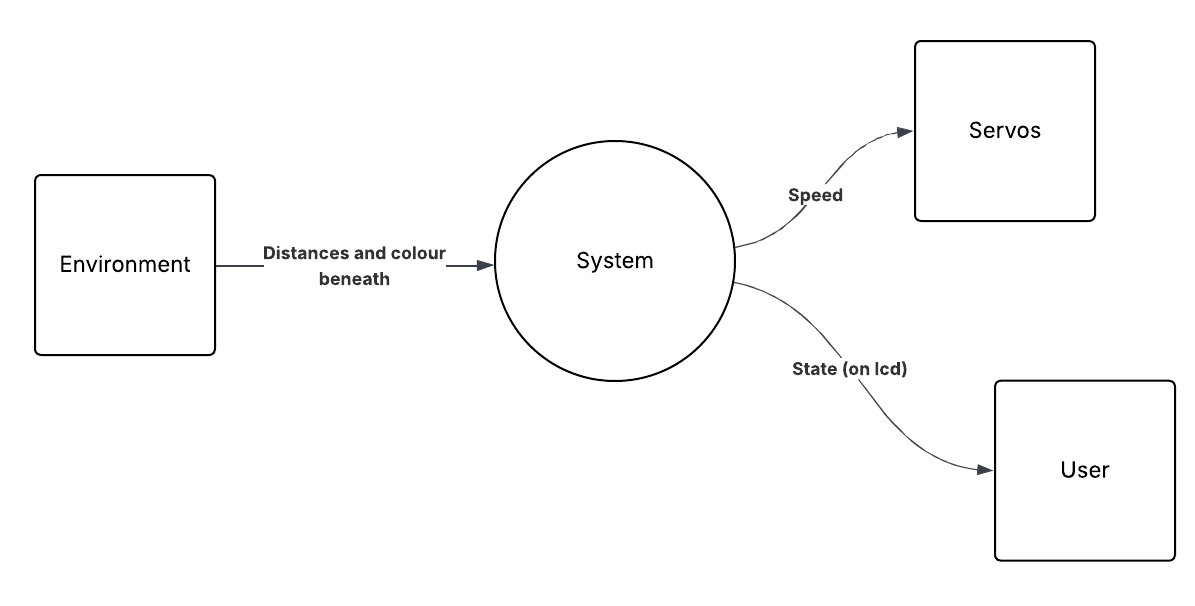 Servos
Speed
Environment
Distances and colour
beneath
System
State (on lcd)
User